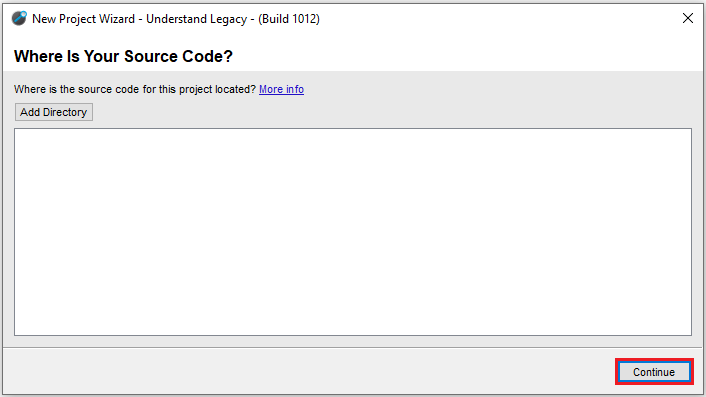 New Project Wizard - Understand Legacy - (Build 1012)
Where Is Your Source Code?
Where is the source code for this project located? More info
Add Directory
Continue